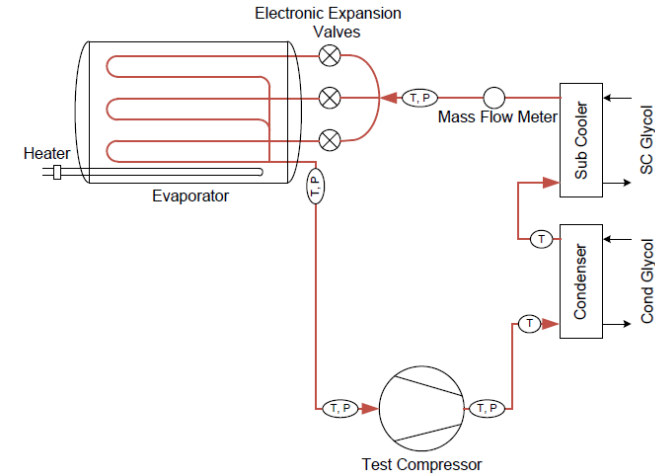 Electronic Expansion
Valves
T, P
Mass Flow Meter
Sub Cooler
SC Glycol
Heater
Evaporator
T, P
T
Condenser
Cond Glycol
T
T, P
T, P
Test Compressor